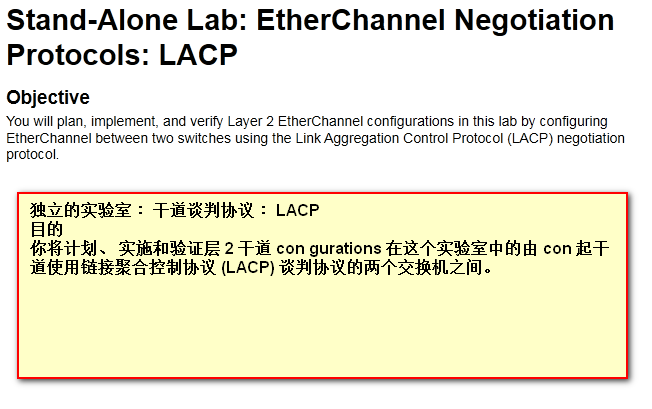 Stand-Alone Lab: EtherChannel Negotiation
Protocols: LACP
Objective
You will plan, implement, and verify Layer 2 EtherChannel configurations in this lab by configuring
EtherChannel between two switches using the Link Aggregation Control Protocol (LACP) negotiation
protocol.
独立的实验室： 干道谈判协议： LACP
目的
你将计划、 实施和验证层 2 干道 con gurations 在这个实验室中的由 con 起干
道使用链接聚合控制协议 (LACP) 谈判协议的两个交换机之间。